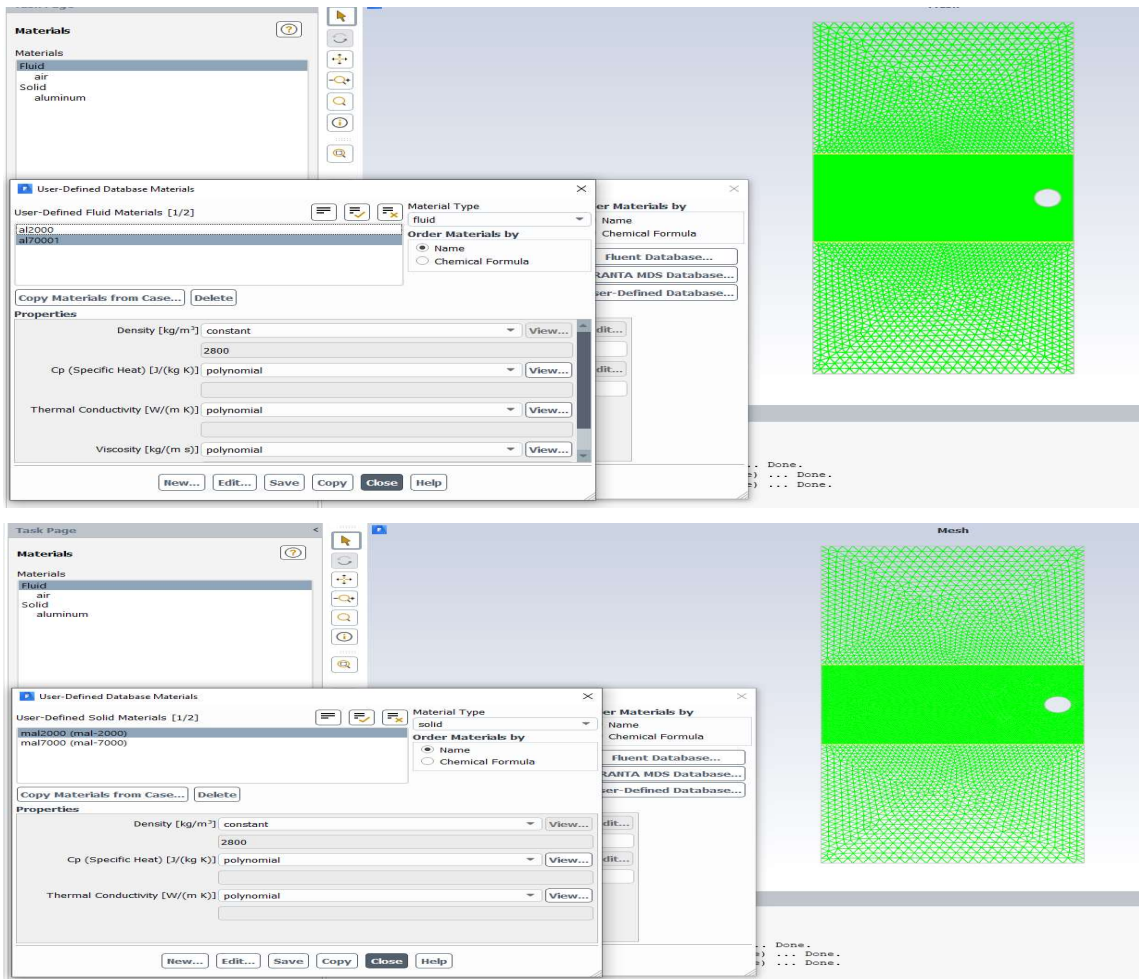 Materials
Materials
Fluid
air
Solid
aluminum
User-Defined Database Materials
User-Defined Fluid Materials [1/2]
al2000
al70001
Material Type
fluid
Order Materials by
Name
Chemical Formula
Copy Materials from Case... Delete
Properties
Density [kg/m³] constant View...
2800
Cp (Specific Heat) [J/(kg K)] polynomial View...
Thermal Conductivity [W/(m K)] polynomial View...
Viscosity [kg/(m s)] polynomial View...
New... Edit... Save Copy Close Help
er Materials by
Name
Chemical Formula
Fluent Database...
RANTA MDS Database...
ser-Defined Database...
dit...
dit...
.. Done.
e) ... Done.
e) ... Done.
Task Page
Mesh
Materials
Materials
Fluid
air
Solid
aluminum
User-Defined Database Materials
User-Defined Solid Materials [1/2]
mal2000 (mal-2000)
mal7000 (mal-7000)
Material Type
solid
Order Materials by
Name
Chemical Formula
Copy Materials from Case... Delete
Properties
Density [kg/m³] constant View...
2800
Cp (Specific Heat) [J/(kg K)] polynomial View...
Thermal Conductivity [W/(m K)] polynomial View...
New... Edit... Save Copy Close Help
er Materials by
Name
Chemical Formula
Fluent Database...
RANTA MDS Database...
ser-Defined Database...
dit...
dit...
.. Done.
e) ... Done.
e) ... Done.